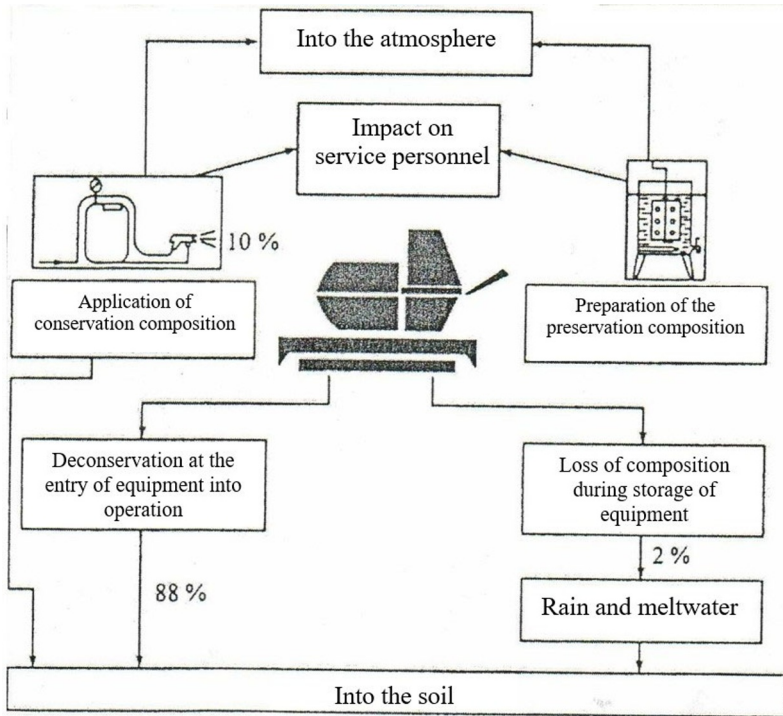 Into the atmosphere
Impact on
service personnel
10 %
Application of
conservation composition
Preparation of the
preservation composition
Deconservation at the
entry of equipment into
operation
Loss of composition
during storage of
equipment
88 %
2 %
Rain and meltwater
Into the soil